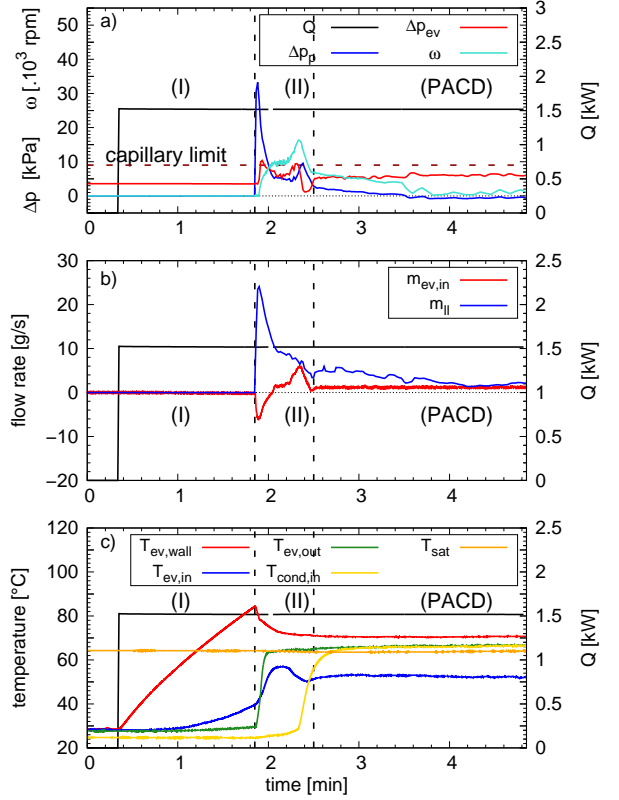 a)
Q
Δp_p
Δp_ev
ω
(I)
(II)
(PACD)
capillary limit
Δp [kPa] ω [.10³ rpm]
60
50
40
30
20
10
0
Q [kW]
3
2.5
2
1.5
1
0.5
0
0 1 2 3 4
b)
m_ev,in
m_ll
(I)
(II)
(PACD)
flow rate [g/s]
30
20
10
0
−10
−20
Q [kW]
2.5
2
1.5
1
0.5
0
0 1 2 3 4
c)
T_ev,wall T_ev,out T_sat
T_ev,in T_cond,in
(I)
(II)
(PACD)
temperature [°C]
120
100
80
60
40
20
Q [kW]
2.5
2
1.5
1
0.5
0
0 1 2 3 4
time [min]